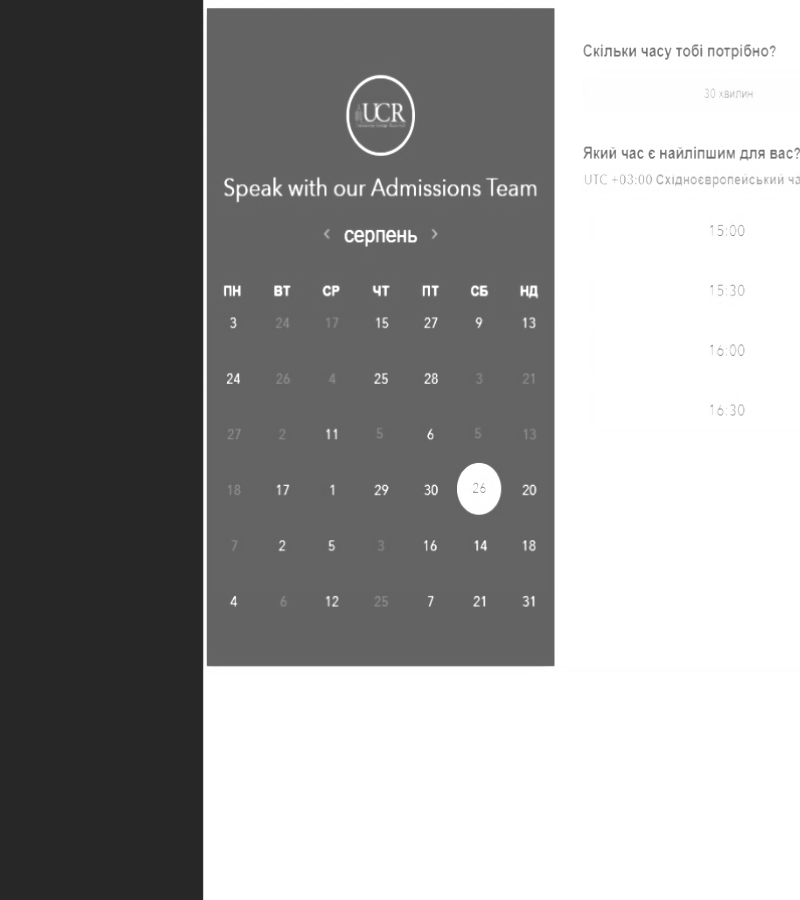 UCR
Speak with our Admissions Team
‹ серпень ›
ПН ВТ СР ЧТ ПТ СБ НД
3 24 17 15 27 9 13
24 26 4 25 28 3 21
27 2 11 5 6 5 13
18 17 1 29 30 26 20
7 2 5 3 16 14 18
4 6 12 25 7 21 31
Скільки часу тобі потрібно?
30 хвилин
Який час є найліпшим для вас?
UTC +03:00 Східноєвропейський ча
15:00
15:30
16:00
16:30